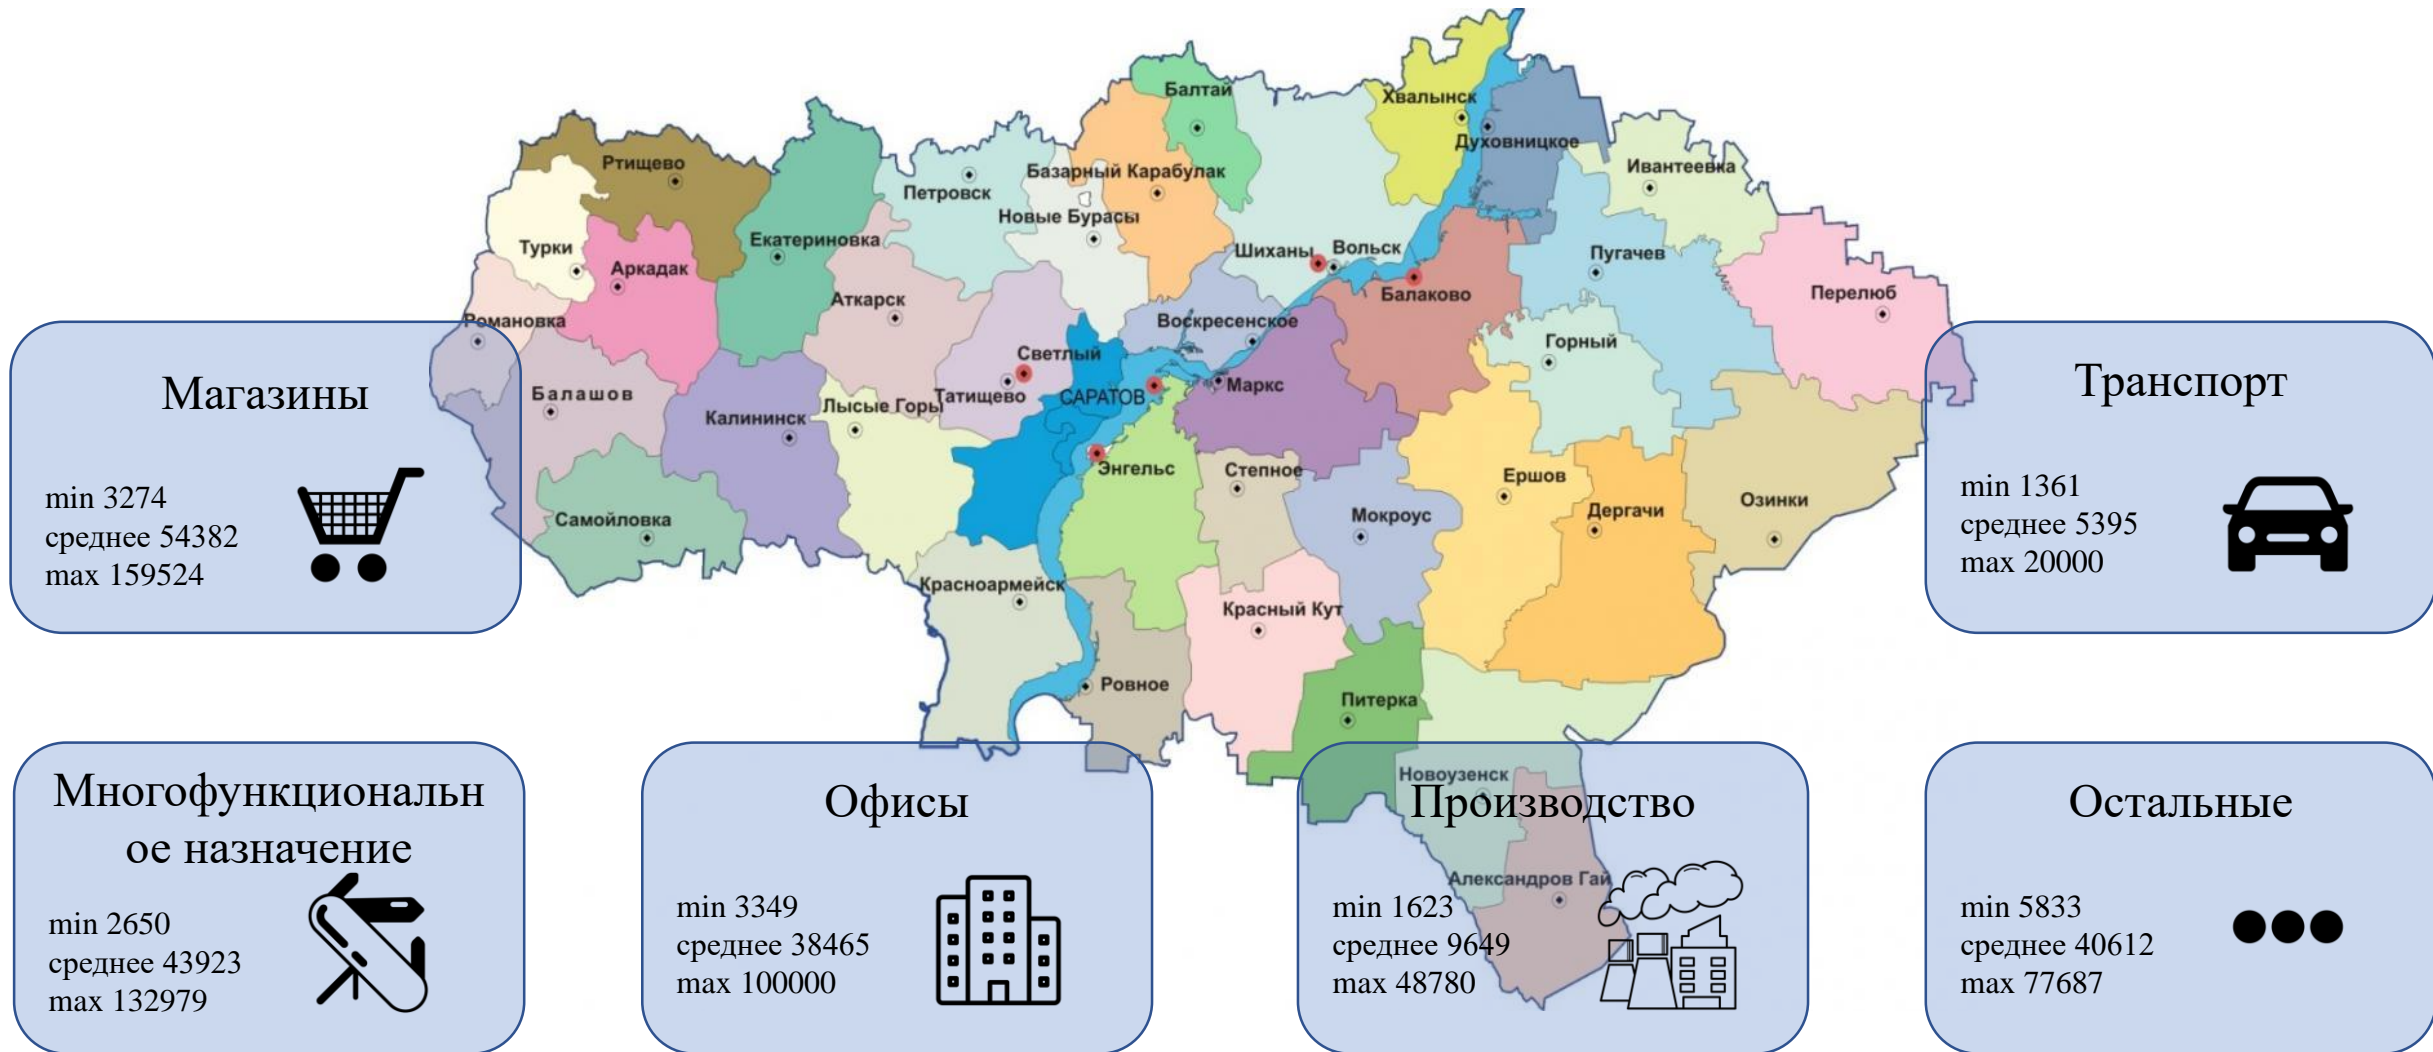 Балтай
Хвалынск
Духовницкое
Ртищево
Ивантеевка
Базарный Карабулак
Петровск
Новые Бурасы
Турки
Екатериновка
Шиханы
Вольск
Пугачев
Аркадак
Аткарск
Балаково
Перелюб
Романовка
Воскресенское
Светлый
Горный
Балашов
Татищево
САРАТОВ
Маркс
Калининск
Лысые Горы
Энгельс
Степное
Ершов
Озинки
Самойловка
Мокроус
Дергачи
Красноармейск
Красный Кут
Ровное
Питерка
Новоузенск
Александров Гай
Магазины
min 3274
среднее 54382
max 159524
Транспорт
min 1361
среднее 5395
max 20000
Многофункциональн
ое назначение
min 2650
среднее 43923
max 132979
Офисы
min 3349
среднее 38465
max 100000
Производство
min 1623
среднее 9649
max 48780
Остальные
min 5833
среднее 40612
max 77687